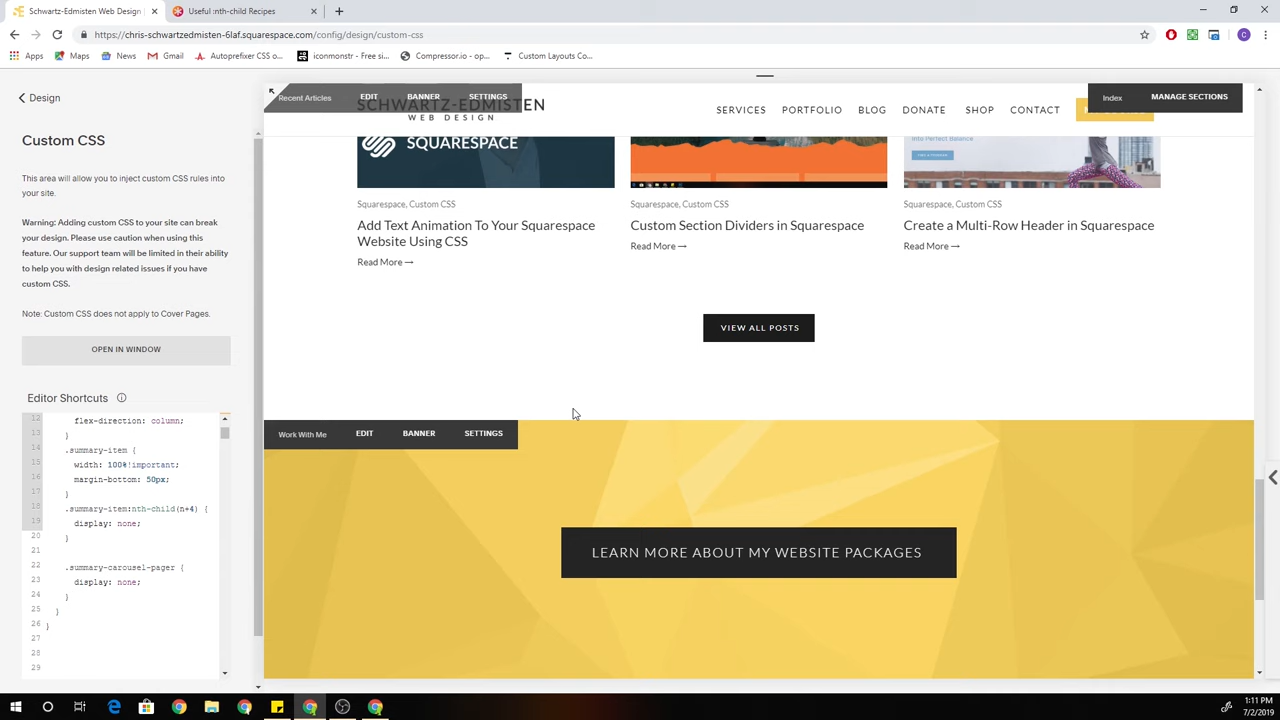 Schwartz-Edmisten Web Design |
Useful :nth-child Recipes
https://chris-schwartzedmisten-6laf.squarespace.com/config/design/custom-css
Apps
Maps
News
Gmail
Autoprefixer CSS o...
iconmonstr - Free si...
Compressor.io - op...
Custom Layouts Co...
Design
Custom CSS
This area will allow you to inject custom CSS rules into
your site.
Warning: Adding custom CSS to your site can break
your design. Please use caution when using this
feature. Our support team will be limited in their ability
to help you with design related issues if you have
custom CSS.
Note: Custom CSS does not apply to Cover Pages.
OPEN IN WINDOW
Editor Shortcuts
12 flex-direction: column;
13 }
14 .summary-item {
15 width: 100%!important;
16 margin-bottom: 50px;
17 }
18 .summary-item:nth-child(n+4) {
19 display: none;
20 }
21
22 .summary-carousel-pager {
23 display: none;
24 }
25 }
26 }
27
28
29
Recent Articles EDIT BANNER SETTINGS
Index MANAGE SECTIONS
SCHWARTZ-EDMISTEN
WEB DESIGN
SERVICES PORTFOLIO BLOG DONATE SHOP CONTACT
SQUARESPACE
Into Perfect Balance
Squarespace, Custom CSS
Add Text Animation To Your Squarespace
Website Using CSS
Read More →
Squarespace, Custom CSS
Custom Section Dividers in Squarespace
Read More →
Squarespace, Custom CSS
Create a Multi-Row Header in Squarespace
Read More →
VIEW ALL POSTS
Work With Me EDIT BANNER SETTINGS
LEARN MORE ABOUT MY WEBSITE PACKAGES
1:11 PM
7/2/2019